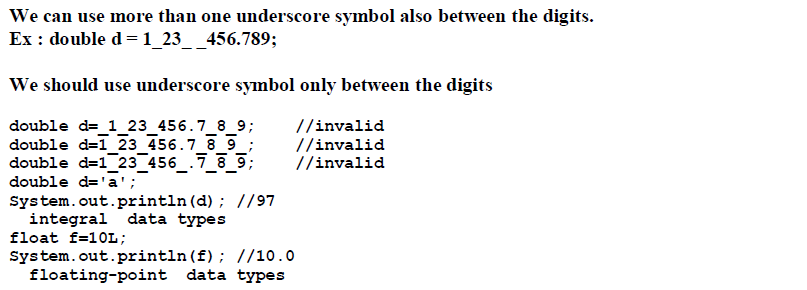 We can use more than one underscore symbol also between the digits.
Ex : double d = 1_23_ _456.789;
We should use underscore symbol only between the digits
double d=_1_23_456.7_8_9; //invalid
double d=1_23_456.7_8_9_; //invalid
double d=1_23_456_.7_8_9; //invalid
double d='a';
System.out.println(d); //97
integral data types
float f=10L;
System.out.println(f); //10.0
floating-point data types